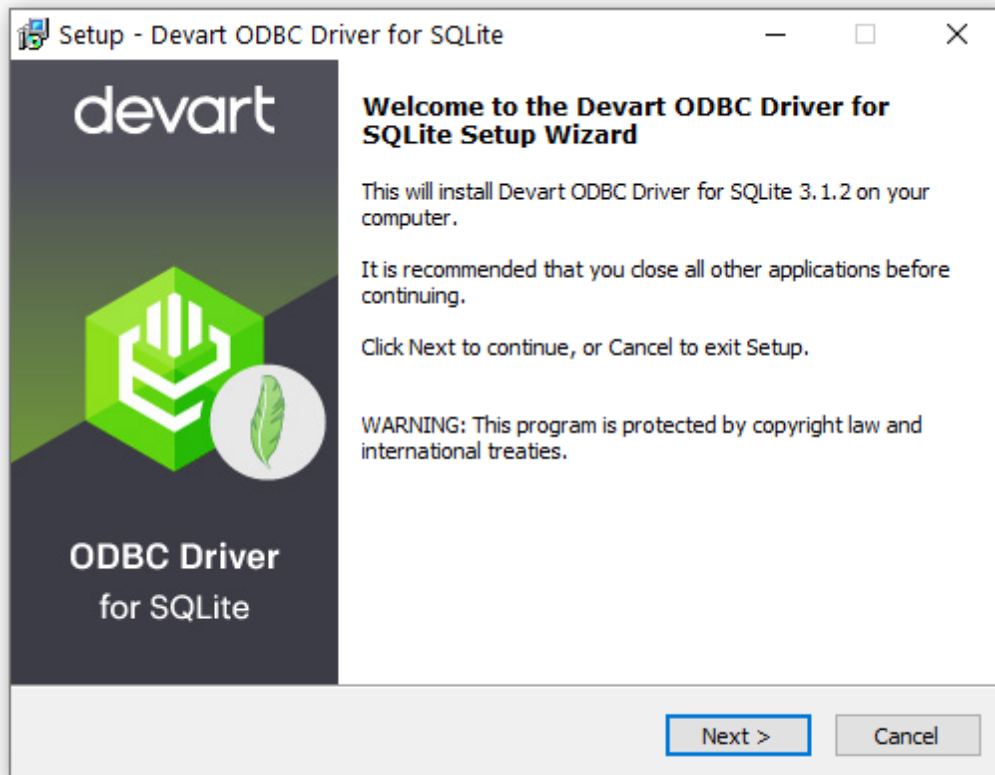 Setup - Devart ODBC Driver for SQLite
devart
Welcome to the Devart ODBC Driver for
SQLite Setup Wizard
This will install Devart ODBC Driver for SQLite 3.1.2 on your
computer.
It is recommended that you close all other applications before
continuing.
Click Next to continue, or Cancel to exit Setup.
WARNING: This program is protected by copyright law and
international treaties.
ODBC Driver
for SQLite
Next >
Cancel